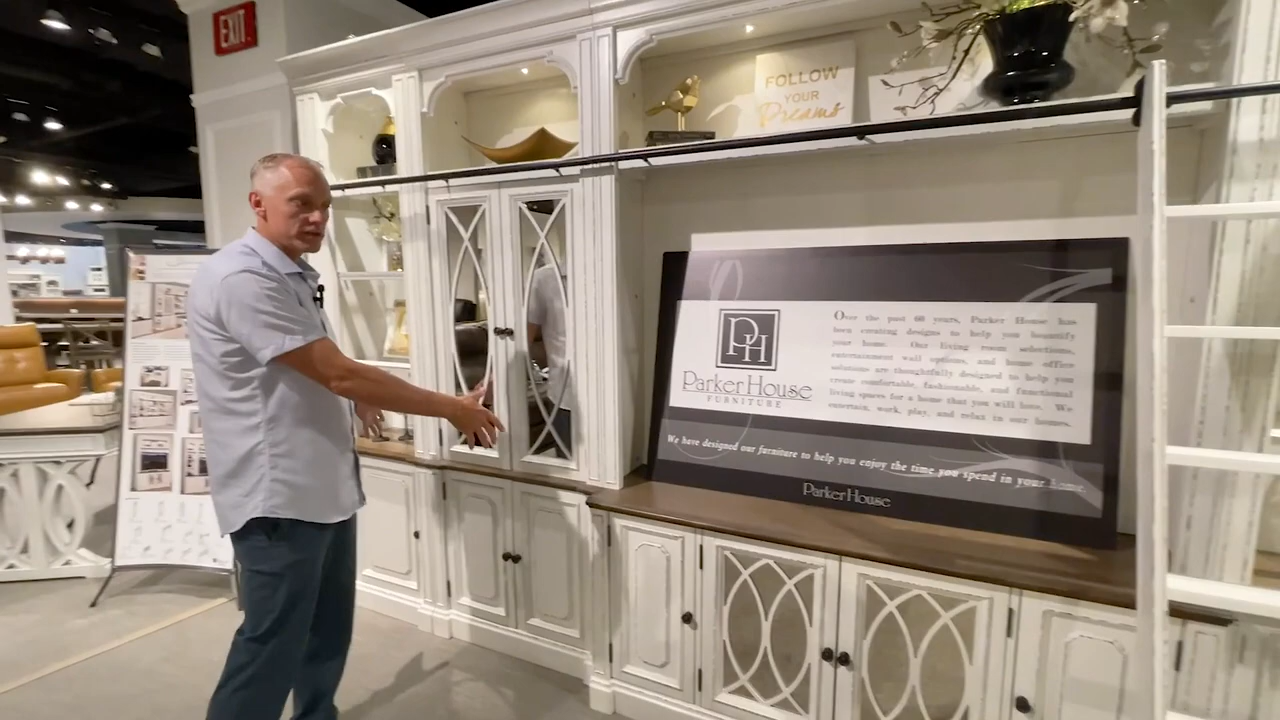 EXIT
FOLLOW
YOUR
Dreams
PH
Parker House
FURNITURE
Over the past 60 years, Parker House has
been creating designs to help you beautify
your home. Our living room selections,
entertainment wall options, and home office
solutions are thoughtfully designed to help you
create comfortable, fashionable, and functional
living spaces for a home that you will love. We
entertain, work, play, and relax in our homes.
We have designed our furniture to help you enjoy the time you spend in your home.
Parker House